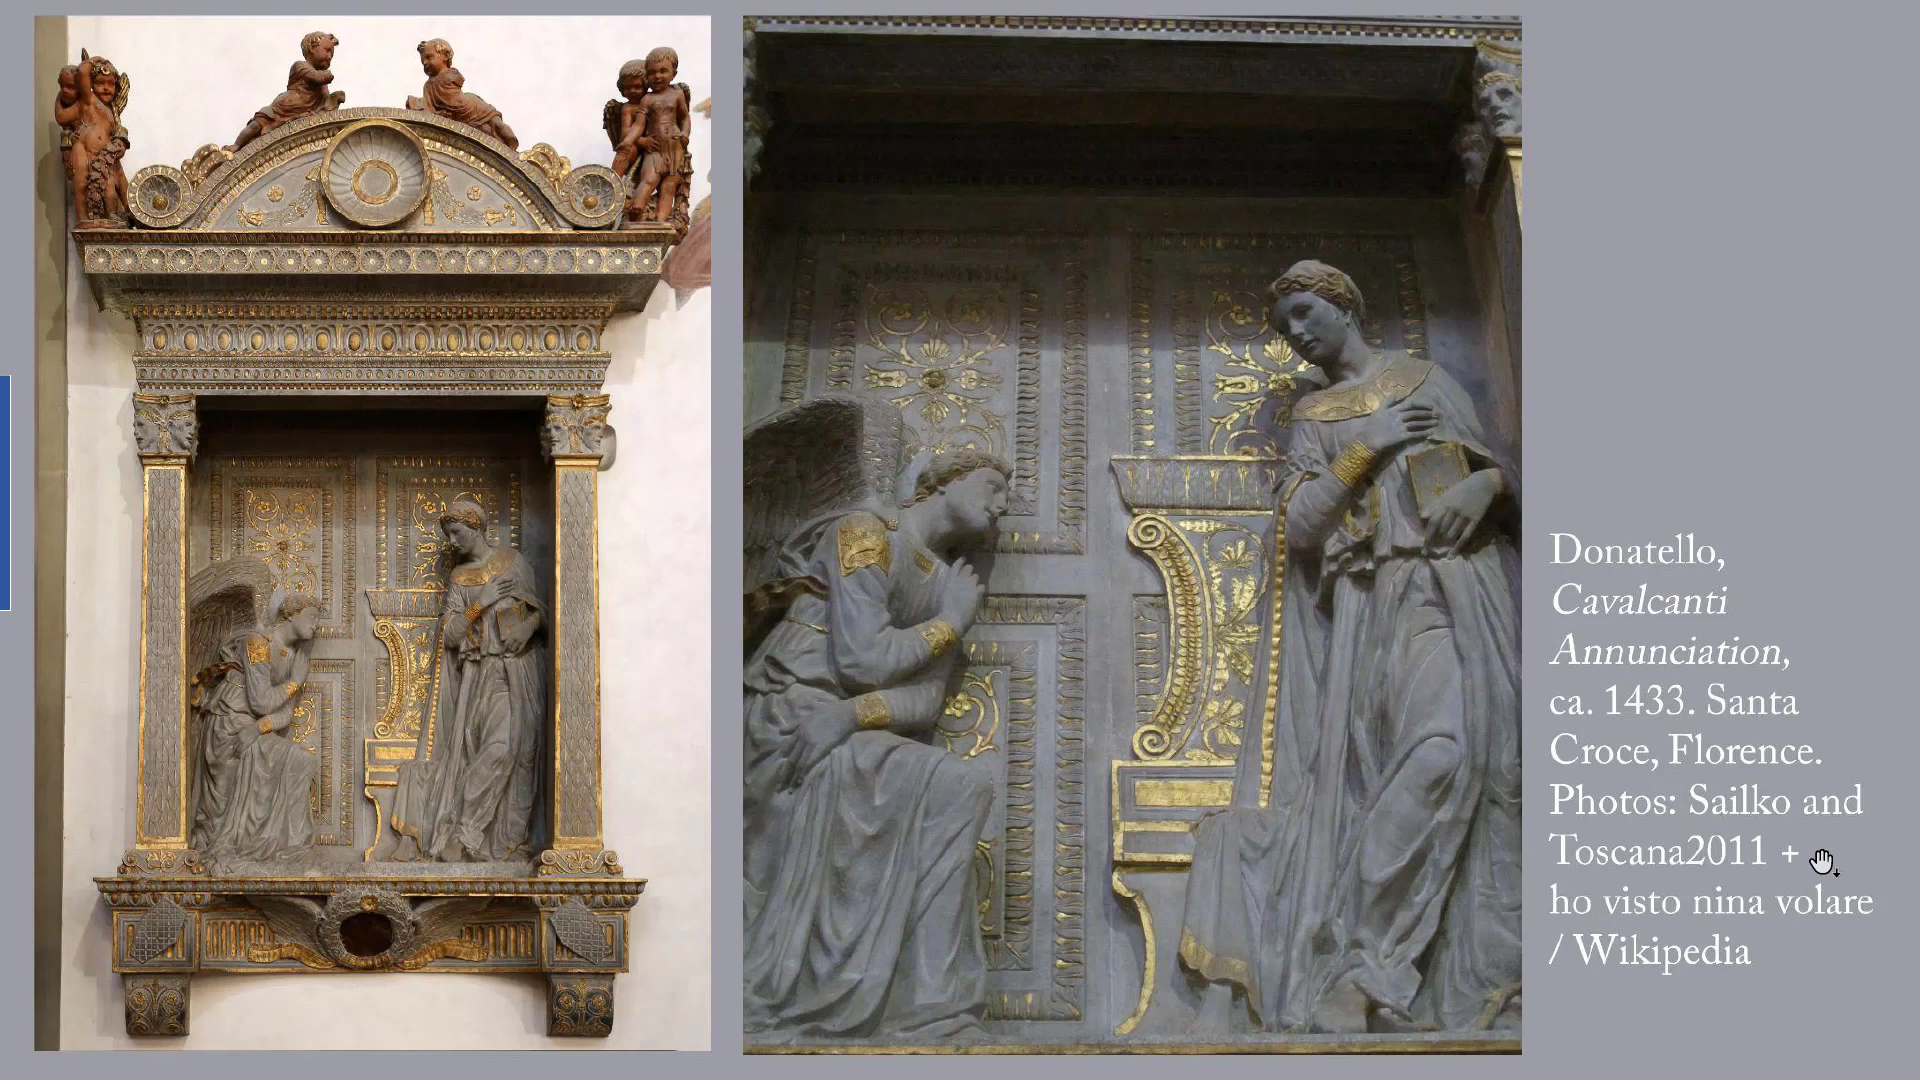 Donatello,
Cavalcanti
Annunciation,
ca. 1433. Santa
Croce, Florence.
Photos: Sailko and
Toscana2011 +
ho visto nina volare
/ Wikipedia